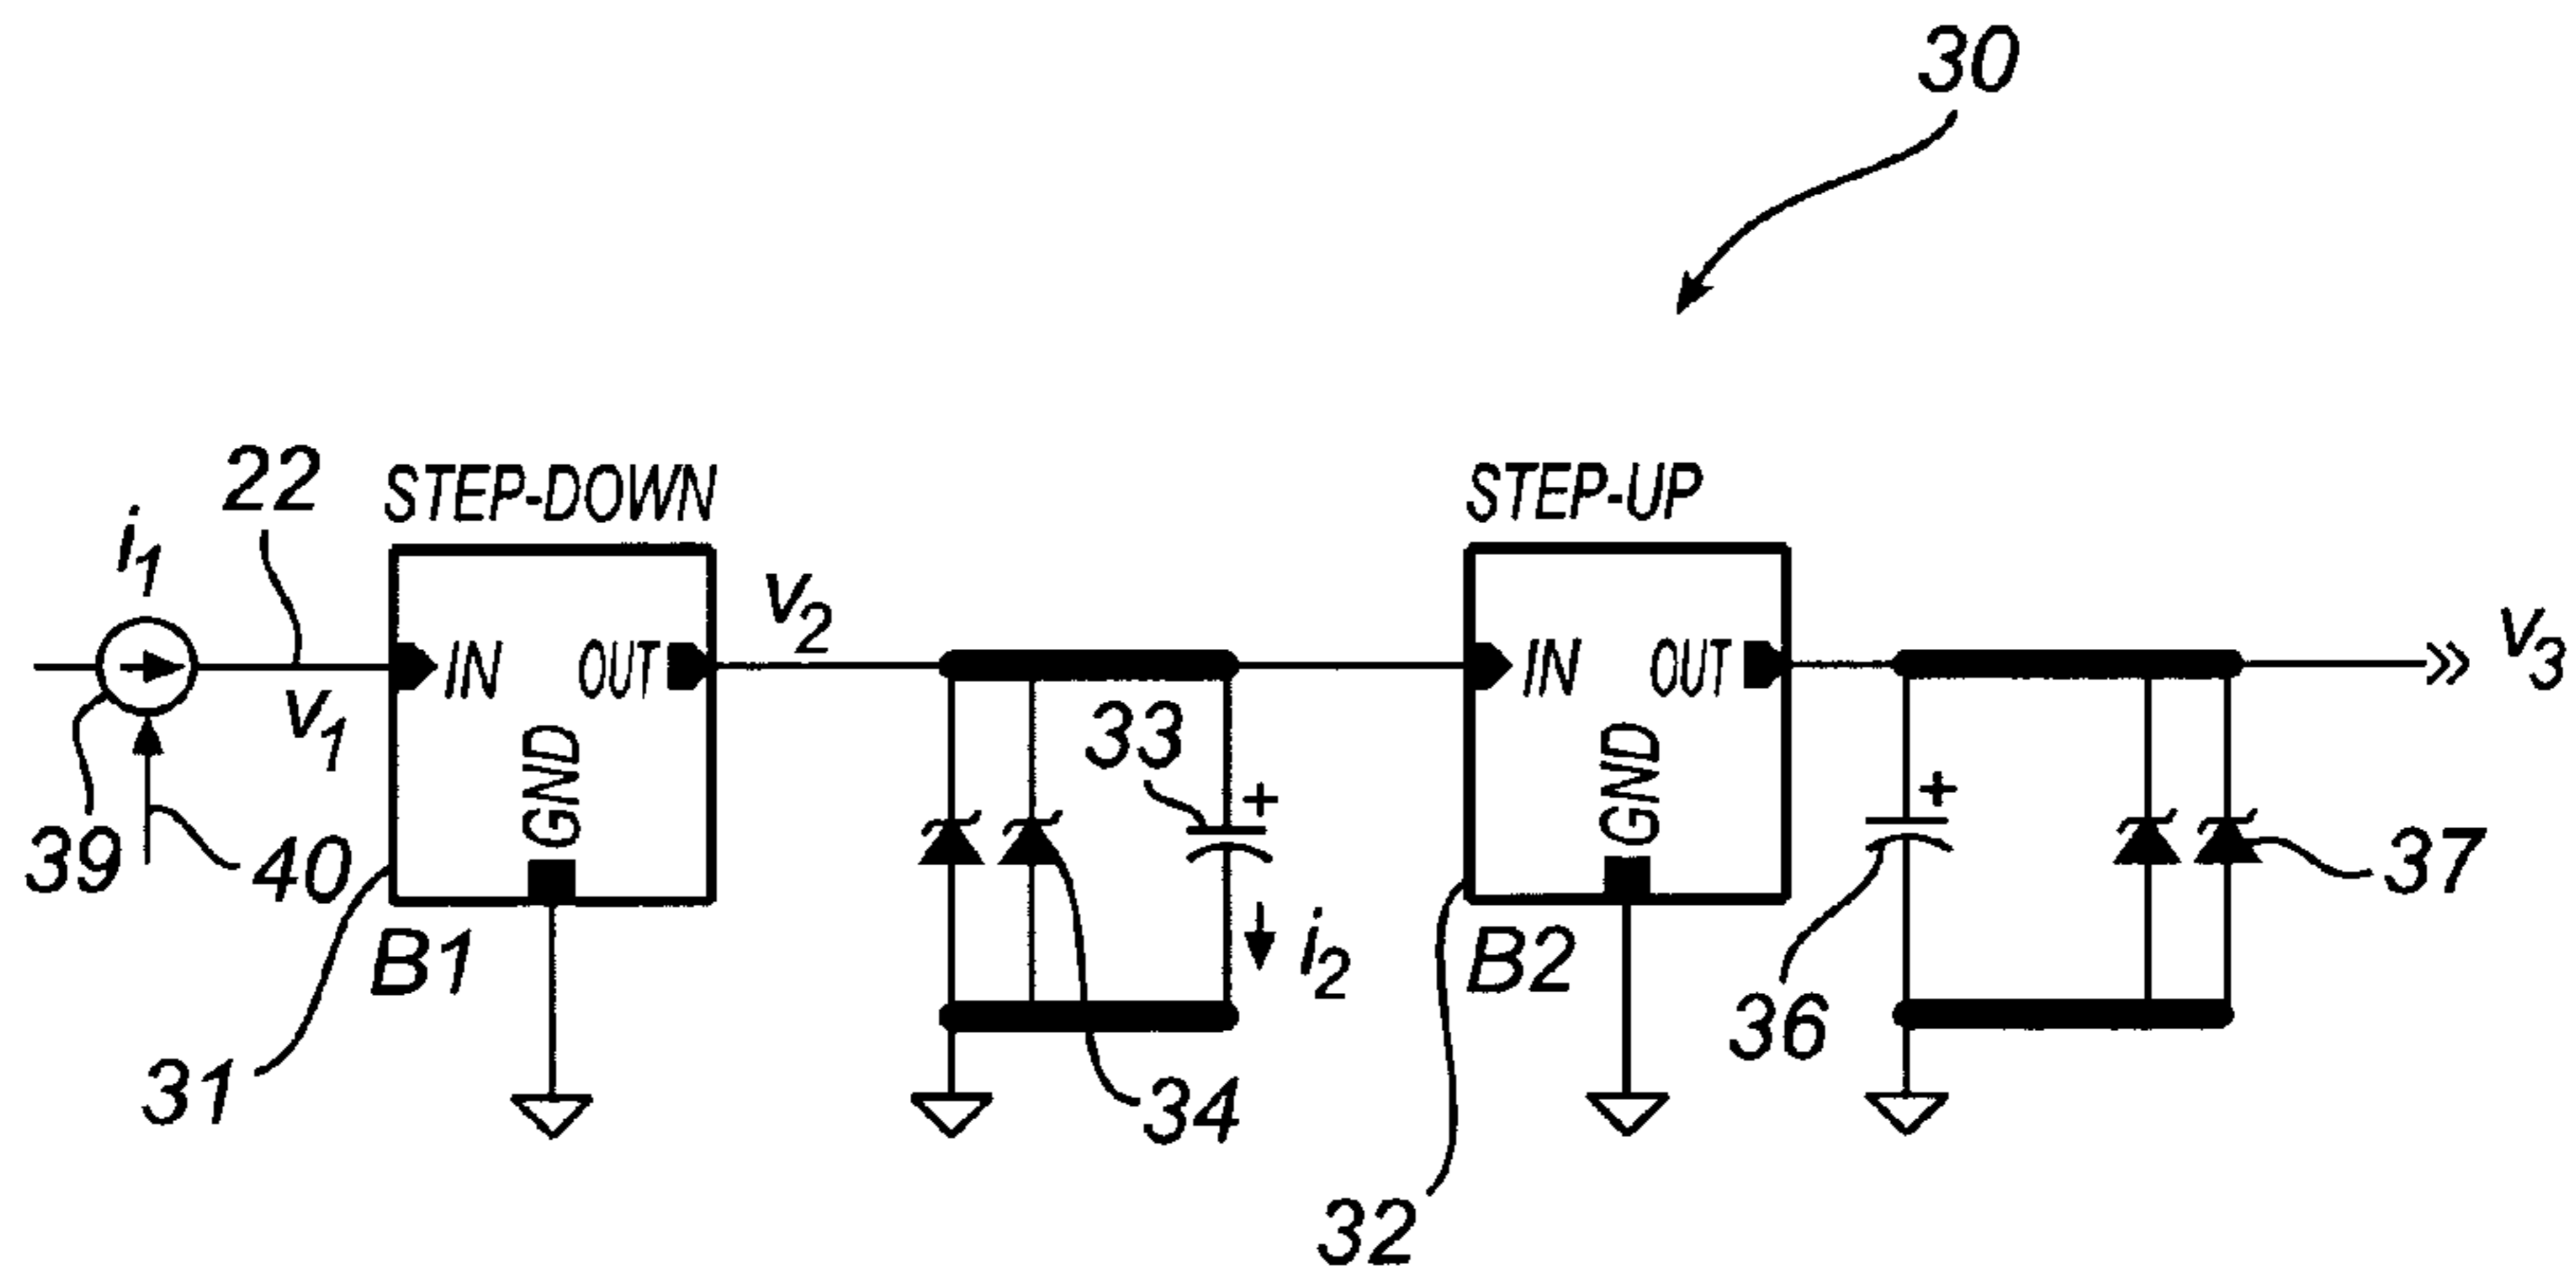 30
22
STEP-DOWN
STEP-UP
i1
v2
v3
IN
OUT
IN
OUT
v1
33
GND
+
GND
+
39
40
37
B1
i2
B2
36
31
34
32